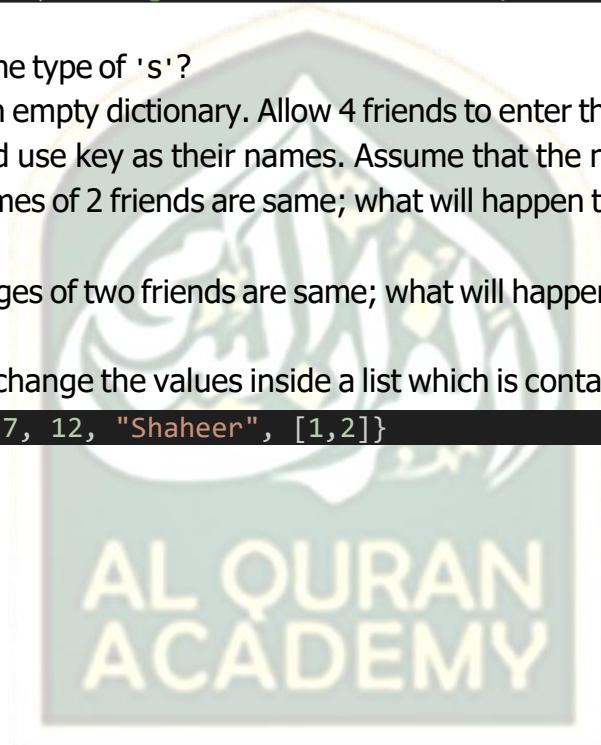 ne type of 's'?
n empty dictionary. Allow 4 friends to enter th
d use key as their names. Assume that the r
mes of 2 friends are same; what will happen t
ges of two friends are same; what will happer
change the values inside a list which is conta
7, 12, "Shaheer", [1,2]}
AL QURAN
ACADEMY